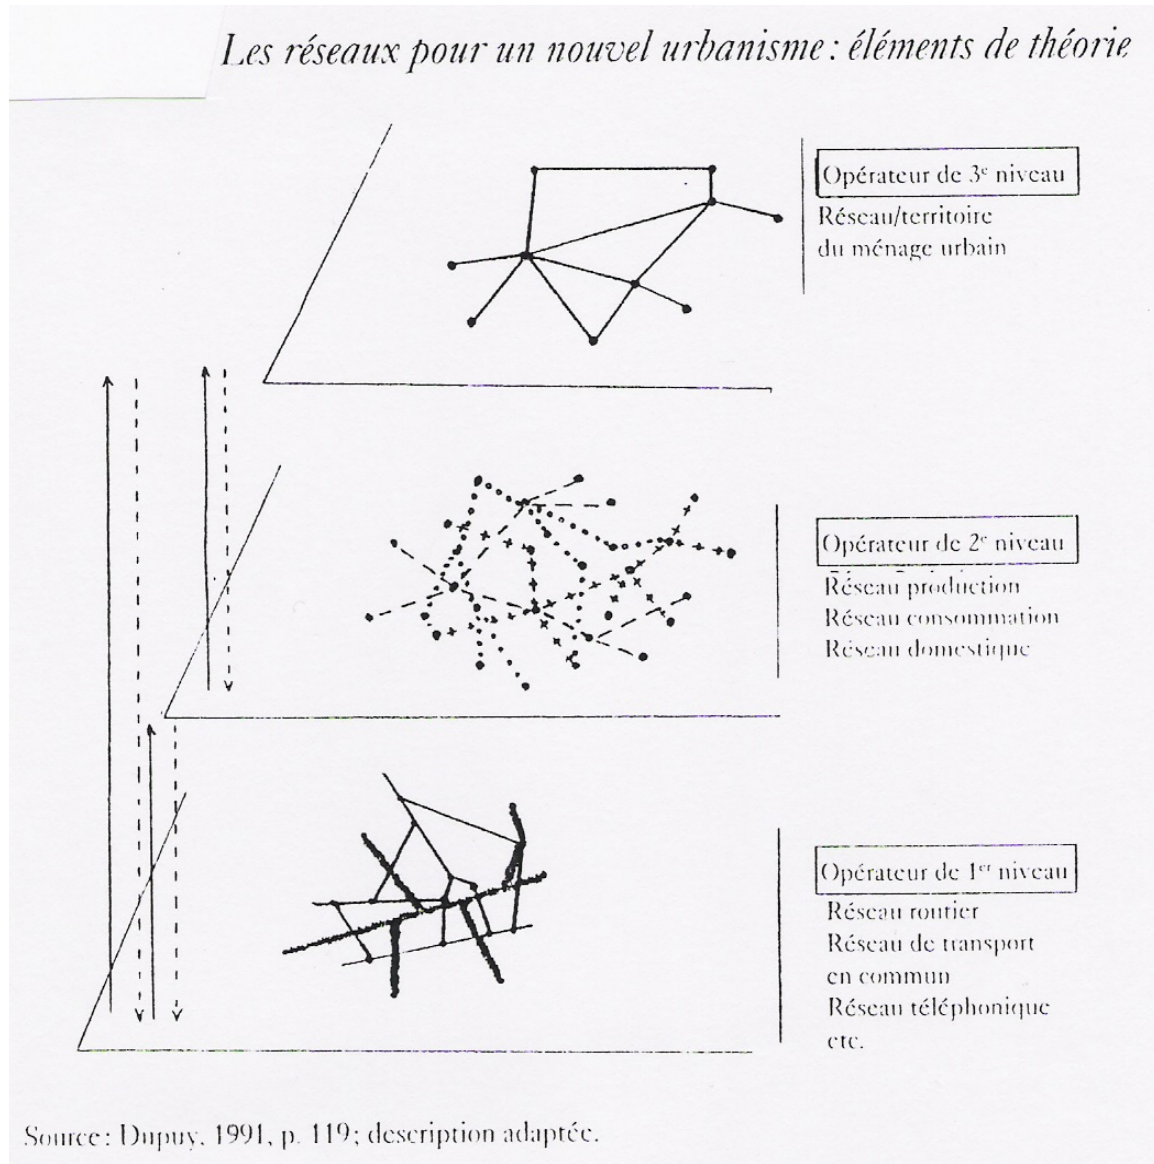 Les réseaux pour un nouvel urbanisme : éléments de théorie
Opérateur de 3e niveau
Réseau/territoire
du ménage urbain
Opérateur de 2e niveau
Réseau production
Réseau consommation
Réseau domestique
Opérateur de 1er niveau
Réseau routier
Réseau de transport
en commun
Réseau téléphonique
etc.
Source : Dupuy, 1991, p. 119; description adaptée.